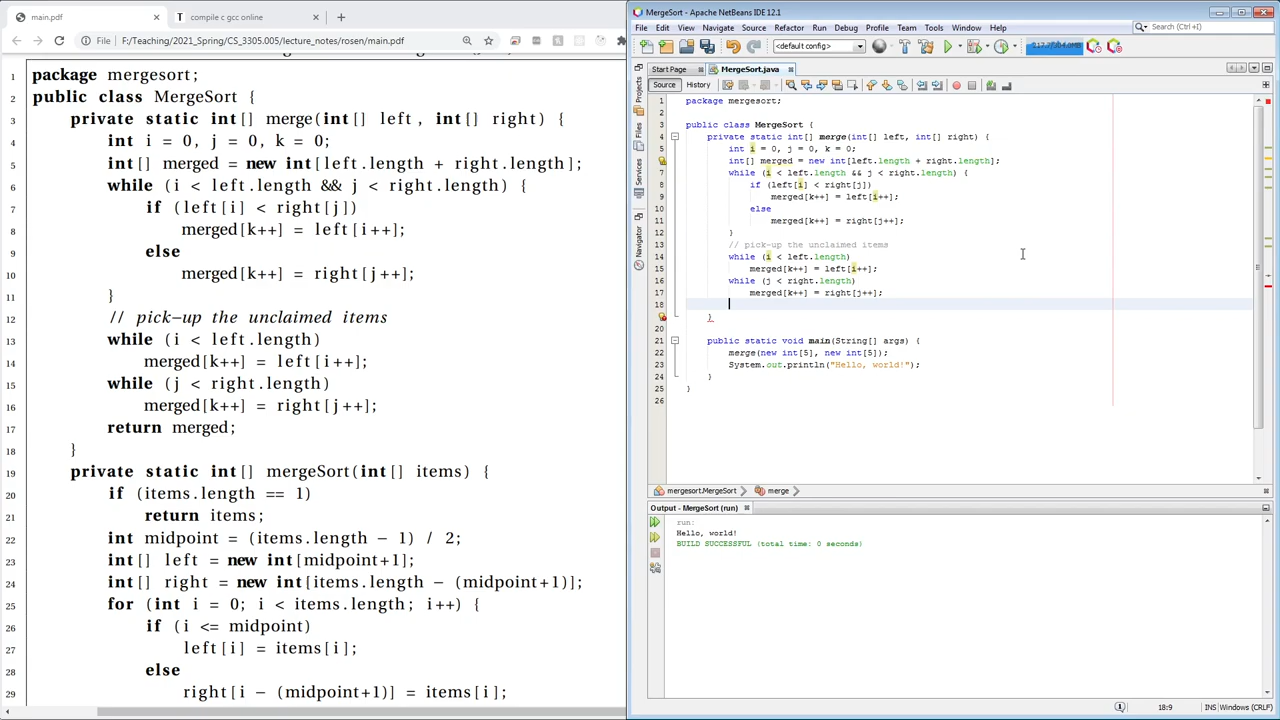 main.pdf
compile c gcc online
File
F:/Teaching/2021_Spring/CS_3305.005/lecture_notes/rosen/main.pdf
1 package mergesort;
2 public class MergeSort {
3 private static int[] merge(int[] left, int[] right) {
4 int i = 0, j = 0, k = 0;
5 int[] merged = new int[left.length + right.length];
6 while (i < left.length && j < right.length) {
7 if (left[i] < right[j])
8 merged[k++] = left[i++];
9 else
10 merged[k++] = right[j++];
11 }
12 // pick-up the unclaimed items
13 while (i < left.length)
14 merged[k++] = left[i++];
15 while (j < right.length)
16 merged[k++] = right[j++];
17 return merged;
18 }
19 private static int[] mergeSort(int[] items) {
20 if (items.length == 1)
21 return items;
22 int midpoint = (items.length - 1) / 2;
23 int[] left = new int[midpoint+1];
24 int[] right = new int[items.length - (midpoint+1)];
25 for (int i = 0; i < items.length; i++) {
26 if (i <= midpoint)
27 left[i] = items[i];
28 else
29 right[i - (midpoint+1)] = items[i];
MergeSort - Apache NetBeans IDE 12.1
File Edit View Navigate Source Refactor Run Debug Profile Team Tools Window Help
Search (Ctrl+I)
<default config>
Start Page MergeSort.java
Source History
Projects
Files
Services
Navigator
1 package mergesort;
2
3 public class MergeSort {
4 private static int[] merge(int[] left, int[] right) {
5 int i = 0, j = 0, k = 0;
int[] merged = new int[left.length + right.length];
7 while (i < left.length && j < right.length) {
8 if (left[i] < right[j])
9 merged[k++] = left[i++];
10 else
11 merged[k++] = right[j++];
12 }
13 // pick-up the unclaimed items
14 while (i < left.length)
15 merged[k++] = left[i++];
16 while (j < right.length)
17 merged[k++] = right[j++];
18
}
20
21 public static void main(String[] args) {
22 merge(new int[5], new int[5]);
23 System.out.println("Hello, world!");
24 }
25 }
26
mergesort.MergeSort merge
Output - MergeSort (run)
run:
Hello, world!
BUILD SUCCESSFUL (total time: 0 seconds)
18:9 INS Windows (CRLF)